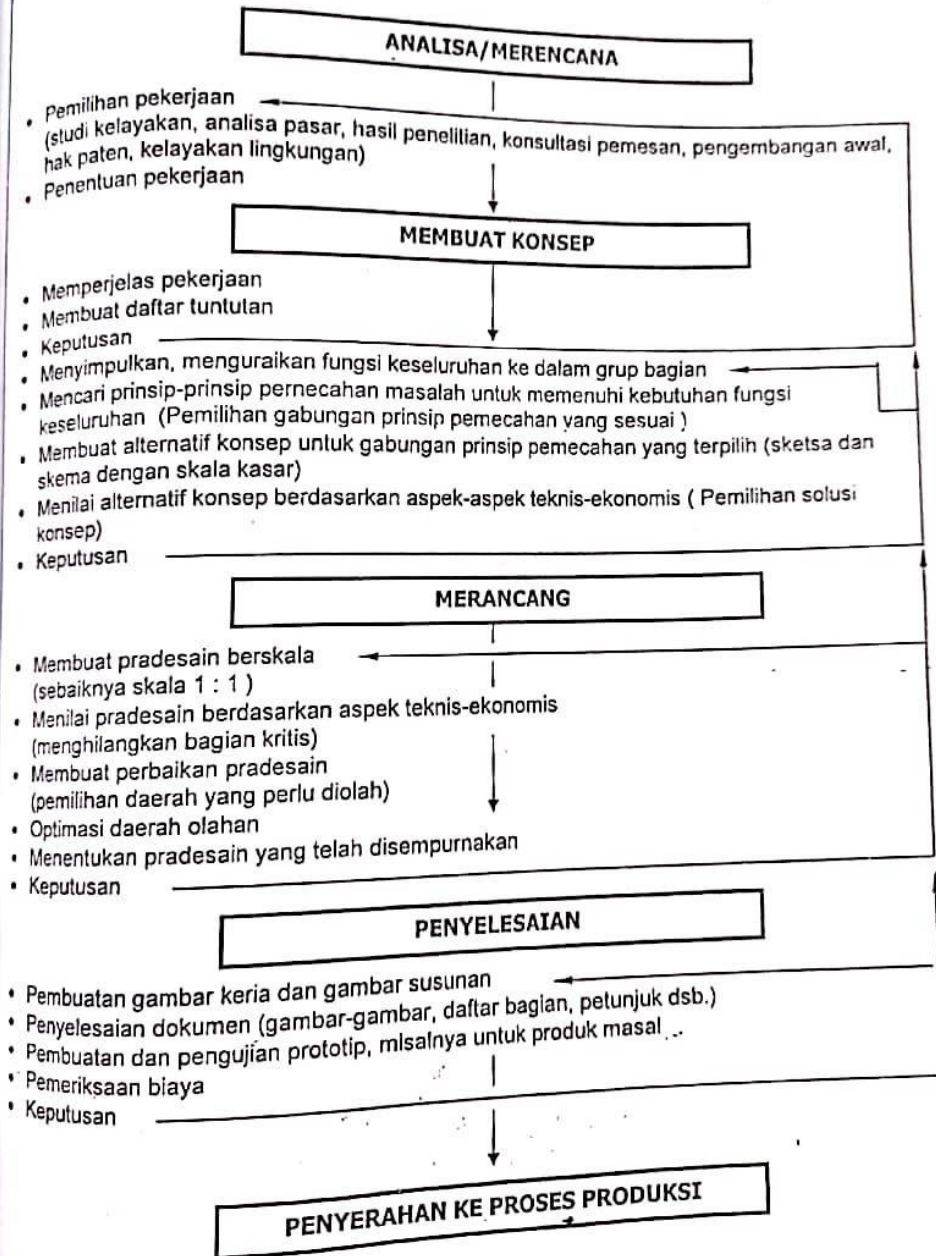 ANALISA/MERENCANA
• Pemilihan pekerjaan
(studi kelayakan, analisa pasar, hasil penelilian, konsultasi pemesan, pengembangan awal,
hak paten, kelayakan lingkungan)
• Penentuan pekerjaan
MEMBUAT KONSEP
• Memperjelas pekerjaan
• Membuat daftar tuntutan
• Keputusan
• Menyimpulkan, menguraikan fungsi keseluruhan ke dalam grup bagian
• Mencari prinsip-prinsip pernecahan masalah untuk memenuhi kebutuhan fungsi
keseluruhan (Pemilihan gabungan prinsip pemecahan yang sesuai )
• Membuat alternatif konsep untuk gabungan prinsip pemecahan yang terpilih (sketsa dan
skema dengan skala kasar)
• Menilai alternatif konsep berdasarkan aspek-aspek teknis-ekonomis ( Pemilihan solusi
konsep)
• Keputusan
MERANCANG
• Membuat pradesain berskala
(sebaiknya skala 1 : 1 )
• Menilai pradesain berdasarkan aspek teknis-ekonomis
(menghilangkan bagian kritis)
• Membuat perbaikan pradesain
(pemilihan daerah yang perlu diolah)
• Optimasi daerah olahan
• Menentukan pradesain yang telah disempurnakan
• Keputusan
PENYELESAIAN
• Pembuatan gambar kerja dan gambar susunan
• Penyelesaian dokumen (gambar-gambar, daftar bagian, petunjuk dsb.)
• Pembuatan dan pengujian prototip, misalnya untuk produk masal ...
• Pemeriksaan biaya
• Keputusan
PENYERAHAN KE PROSES PRODUKSI